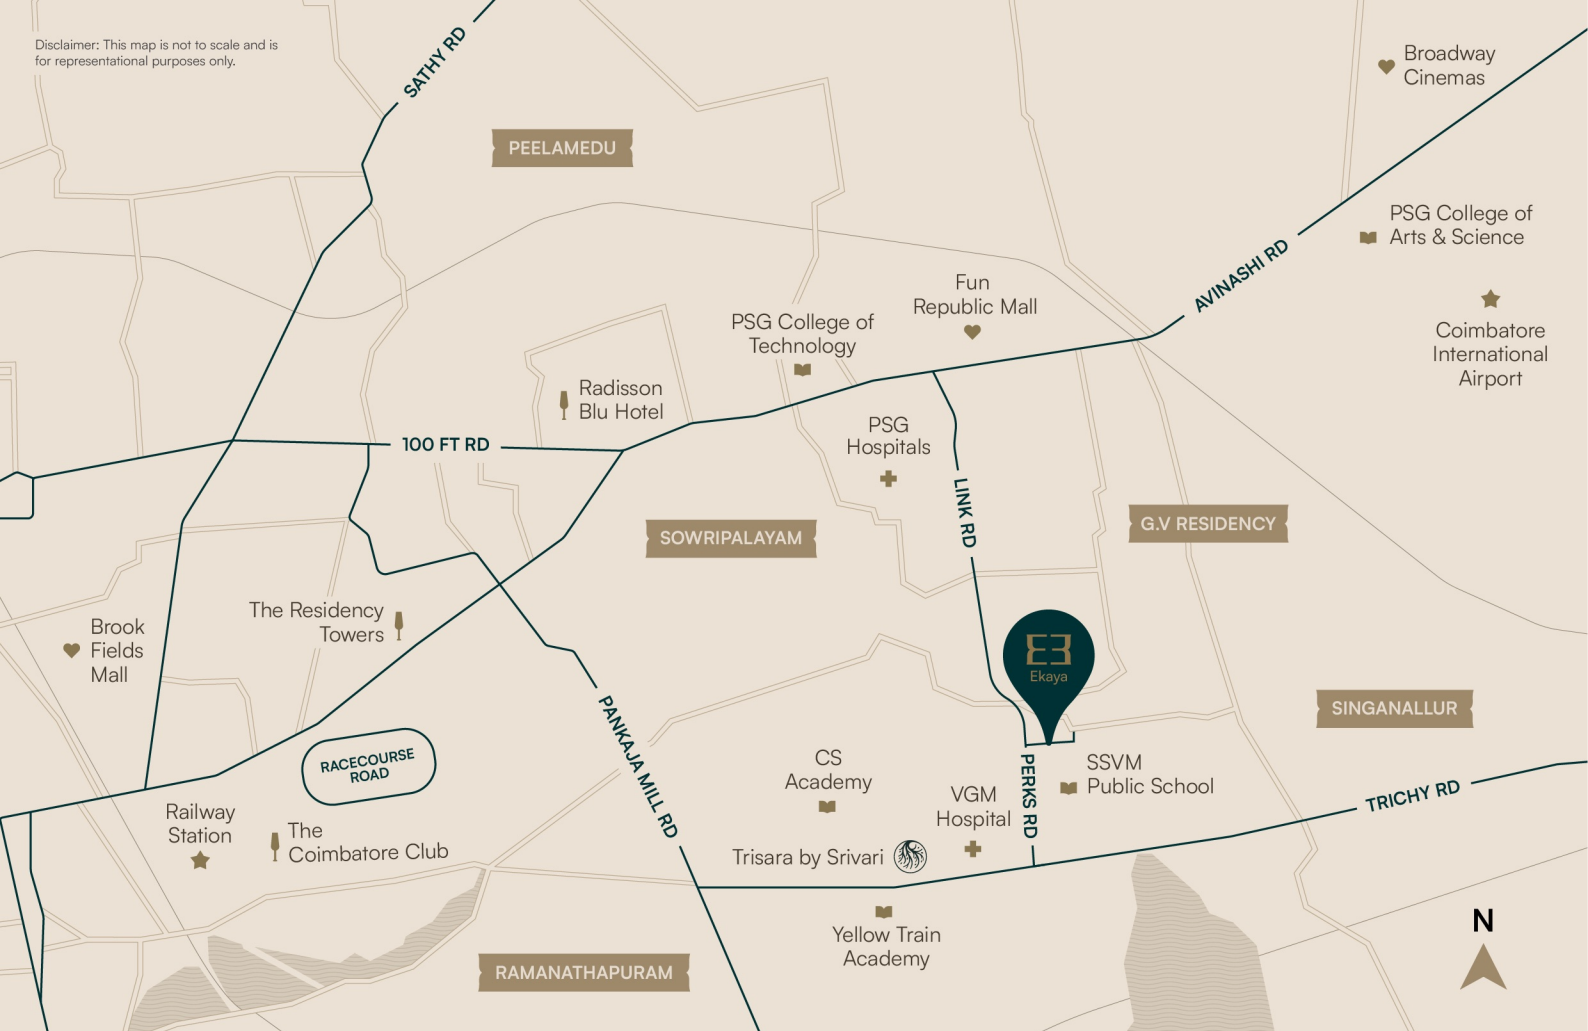 Disclaimer: This map is not to scale and is
for representational purposes only.
SATHY RD
Broadway
Cinemas
PEELAMEDU
PSG College of
Arts & Science
AVINASHI RD
Fun
Republic Mall
Coimbatore
International
Airport
PSG College of
Technology
Radisson
Blu Hotel
100 FT RD
PSG
Hospitals
LINK RD
SOWRIPALAYAM
G.V RESIDENCY
The Residency
Towers
Brook
Fields
Mall
Ekaya
SINGANALLUR
PANKAJA MILL RD
RACECOURSE
ROAD
CS
Academy
PERKS RD
SSVM
Public School
VGM
Hospital
TRICHY RD
Railway
Station
The
Coimbatore Club
Trisara by Srivari
Yellow Train
Academy
N
RAMANATHAPURAM